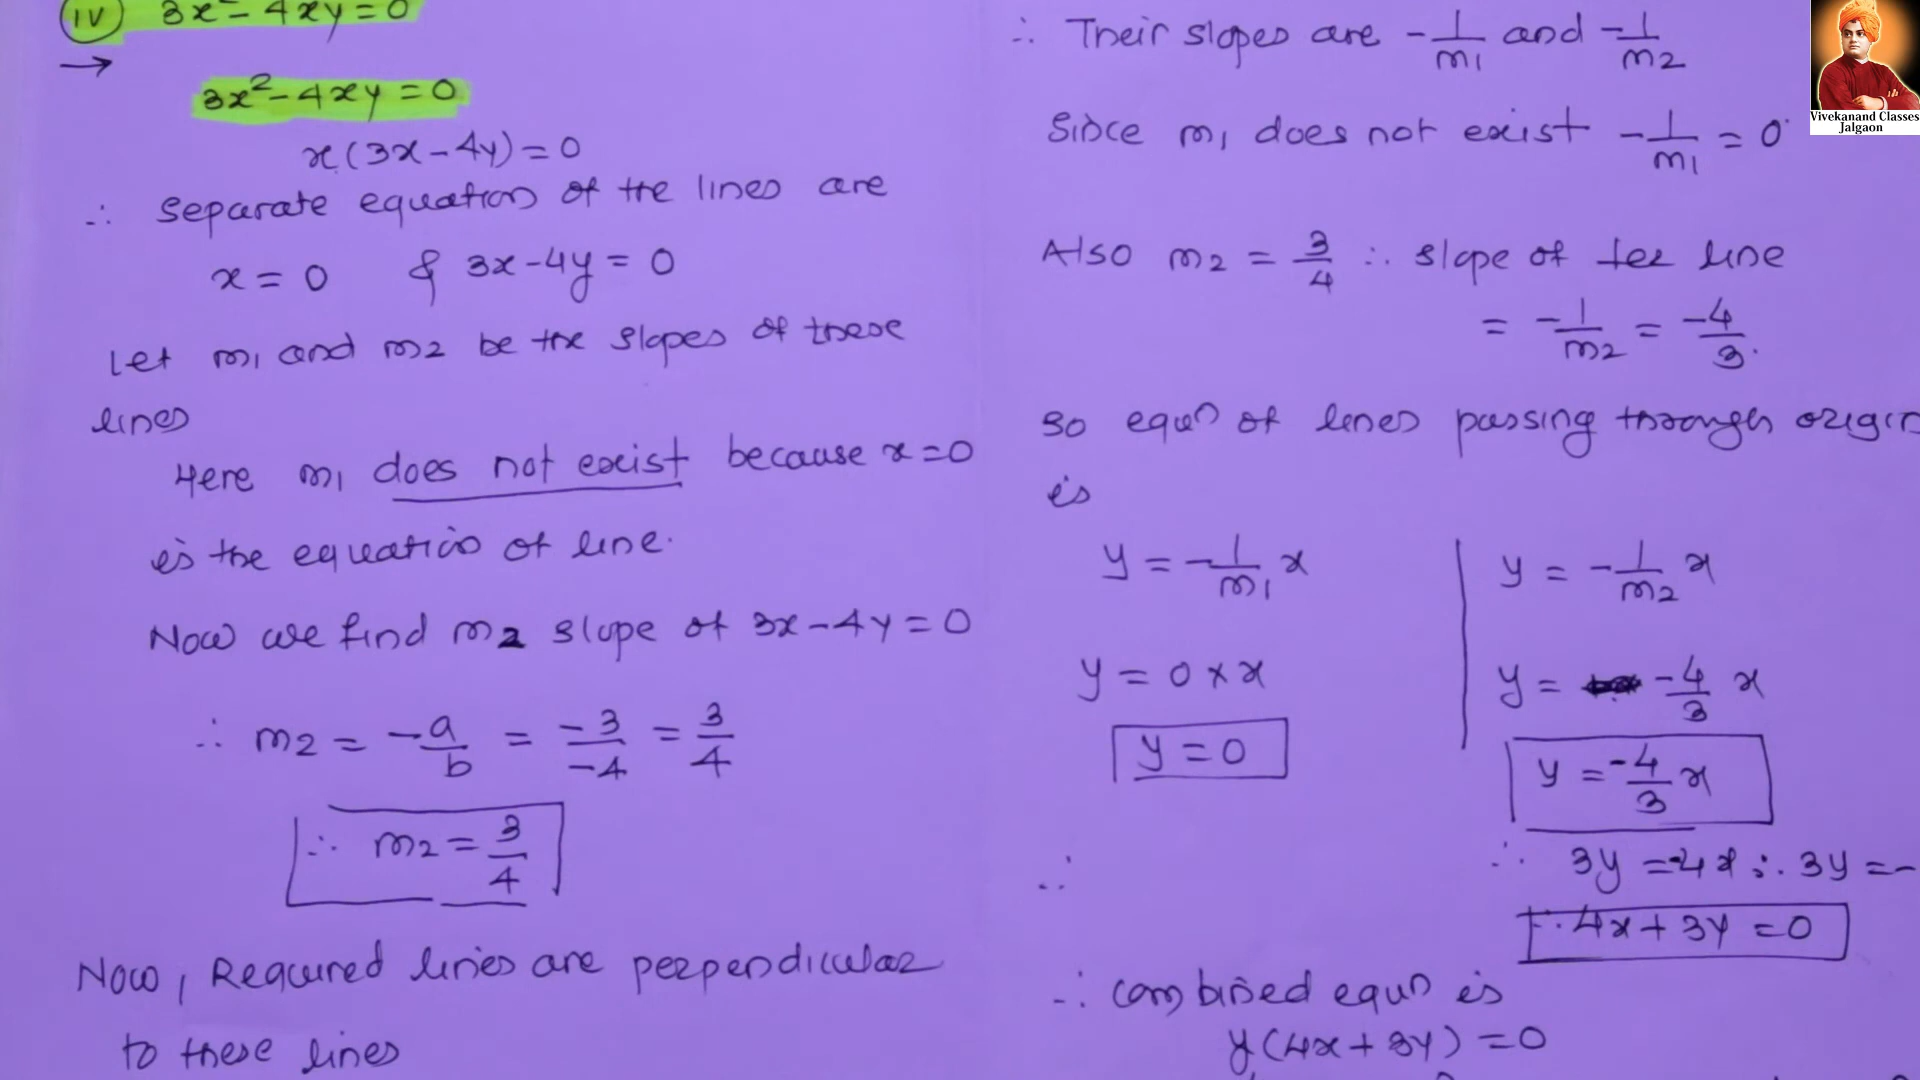 iv) 3x²-4xy=0
→
3x²-4xy=0
x(3x-4y)=0
∴ separate equation of the lines are
x=0 & 3x-4y=0
Let m₁ and m₂ be the slopes of these
lines
Here m₁ does not exist because x=0
is the equation of line.
Now we find m₂ slope of 3x-4y=0
∴ m₂ = -a/b = -3/-4 = 3/4
∴ m₂ = 3/4
Now, Required lines are perpendicular
to these lines
∴ Their slopes are -1/m₁ and -1/m₂
Since m₁ does not exist -1/m₁ = 0
Also m₂ = 3/4 ∴ slope of line
= -1/m₂ = -4/3.
so equn of lines passing through origin
is
y = -1/m₁ x
y = 0 × x
y = 0
∴
y = -1/m₂ x
y = -4/3 x
y = -4/3 x
∴ 3y = -4x ∴ 3y = -
∴ 4x+3y=0
∴ combined equn is
y(4x+3y)=0
Vivekanand Classes
Jalgaon